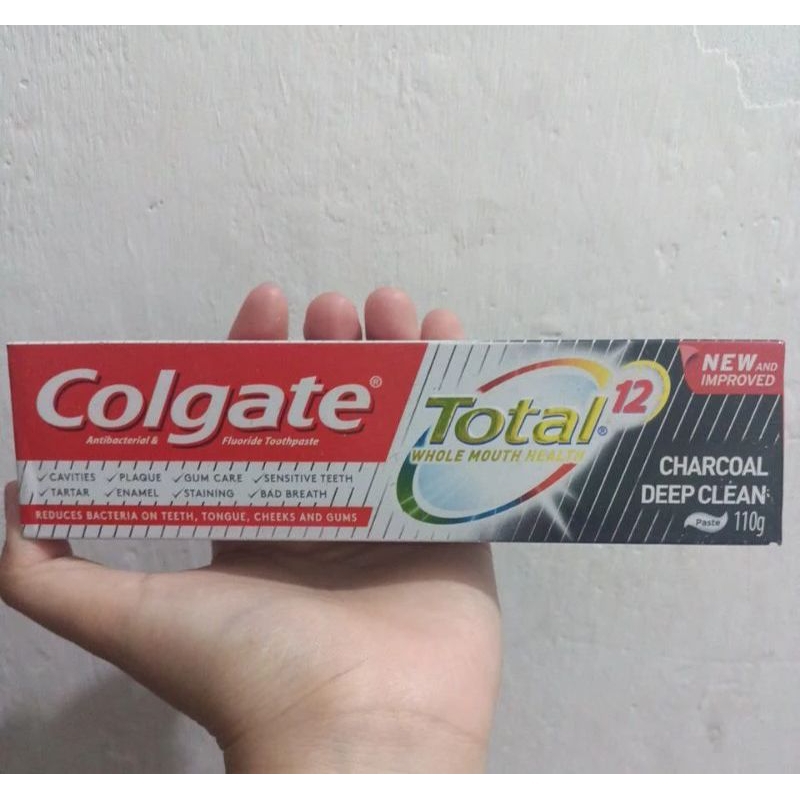 Colgate®
Antibacterial & Fluoride Toothpaste
✓CAVITIES ✓PLAQUE ✓GUM CARE ✓SENSITIVE TEETH
✓TARTAR ✓ENAMEL ✓STAINING ✓BAD BREATH
REDUCES BACTERIA ON TEETH, TONGUE, CHEEKS AND GUMS
Total® 12
WHOLE MOUTH HEALTH
NEW AND
IMPROVED
CHARCOAL
DEEP CLEAN
Paste 110g